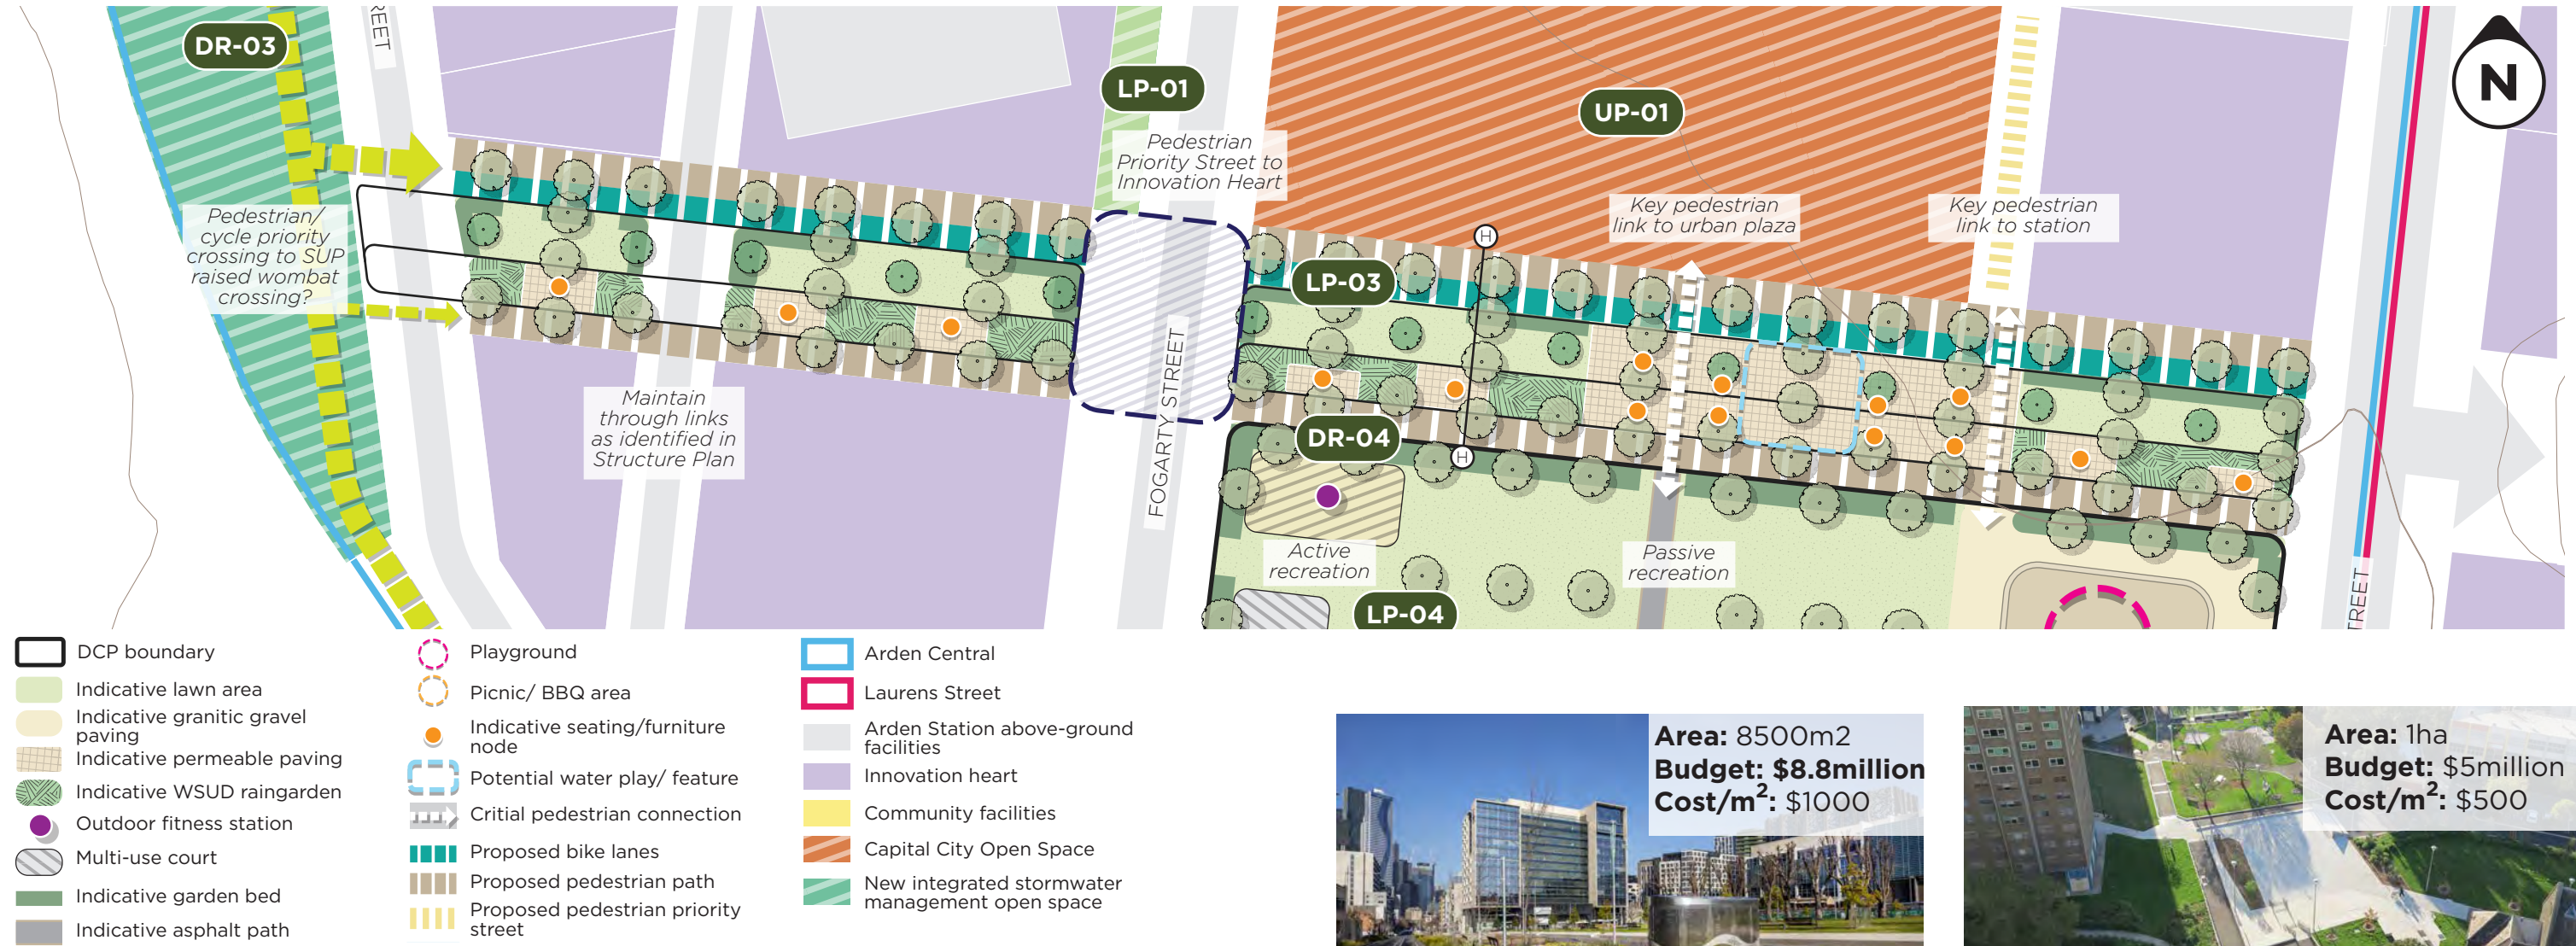 DR-03
REET
LP-01
UP-01
N
Pedestrian
Priority Street to
Innovation Heart
Pedestrian/
cycle priority
crossing to SUP
raised wombat
crossing?
Key pedestrian
link to urban plaza
Key pedestrian
link to station
H
LP-03
Maintain
through links
as identified in
Structure Plan
FOGARTY STREET
DR-04
H
Active
recreation
Passive
recreation
LP-04
TREET
DCP boundary
Indicative lawn area
Indicative granitic gravel
paving
Indicative permeable paving
Indicative WSUD raingarden
Outdoor fitness station
Multi-use court
Indicative garden bed
Indicative asphalt path
Playground
Picnic/ BBQ area
Indicative seating/furniture
node
Potential water play/ feature
Critial pedestrian connection
Proposed bike lanes
Proposed pedestrian path
Proposed pedestrian priority
street
Arden Central
Laurens Street
Arden Station above-ground
facilities
Innovation heart
Community facilities
Capital City Open Space
New integrated stormwater
management open space
Area: 8500m2
Budget: $8.8million
Cost/m²: $1000
Area: 1ha
Budget: $5million
Cost/m²: $500